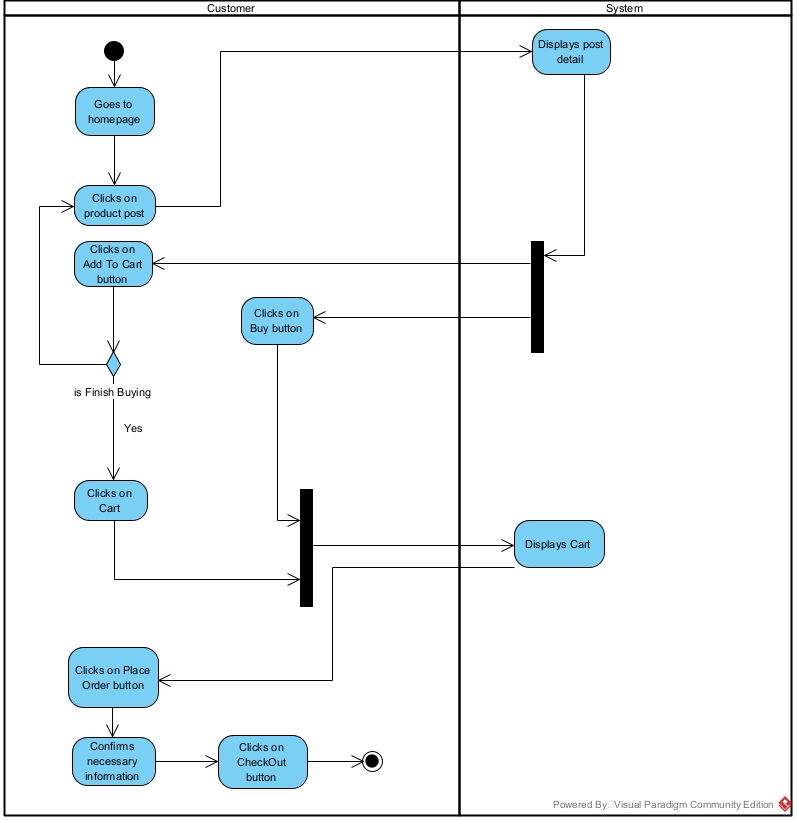 Customer
System
Displays post
detail
Goes to
homepage
Clicks on
product post
Clicks on
Add To Cart
button
Clicks on
Buy button
is Finish Buying
Yes
Clicks on
Cart
Displays Cart
Clicks on Place
Order button
Confirms
necessary
information
Clicks on
CheckOut
button
Powered By Visual Paradigm Community Edition